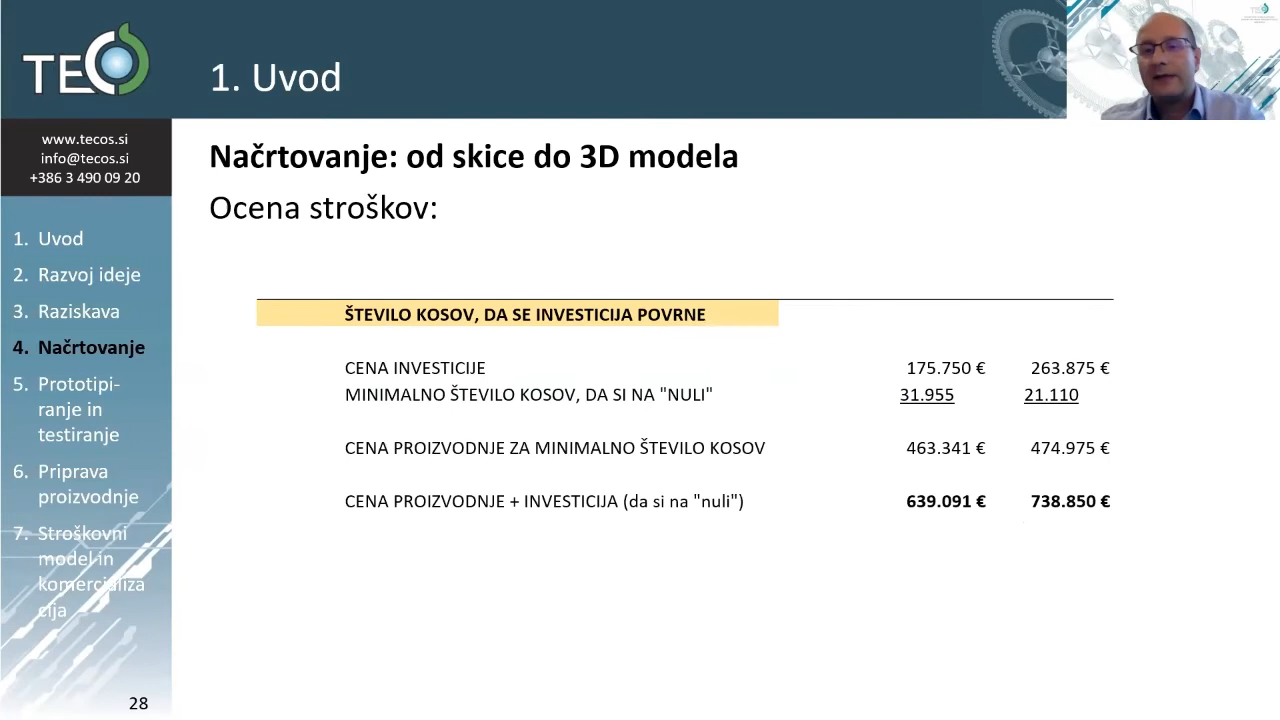 TECOS
1. Uvod
www.tecos.si
info@tecos.si
+386 3 490 09 20
1. Uvod
2. Razvoj ideje
3. Raziskava
4. Načrtovanje
5. Prototipi-
ranje in
testiranje
6. Priprava
proizvodnje
7. Stroškovni
model in
komercializa
cija
28
Načrtovanje: od skice do 3D modela
Ocena stroškov:
ŠTEVILO KOSOV, DA SE INVESTICIJA POVRNE
CENA INVESTICIJE 175.750 € 263.875 €
MINIMALNO ŠTEVILO KOSOV, DA SI NA "NULI" 31.955 21.110
CENA PROIZVODNJE ZA MINIMALNO ŠTEVILO KOSOV 463.341 € 474.975 €
CENA PROIZVODNJE + INVESTICIJA (da si na "nuli") 639.091 € 738.850 €